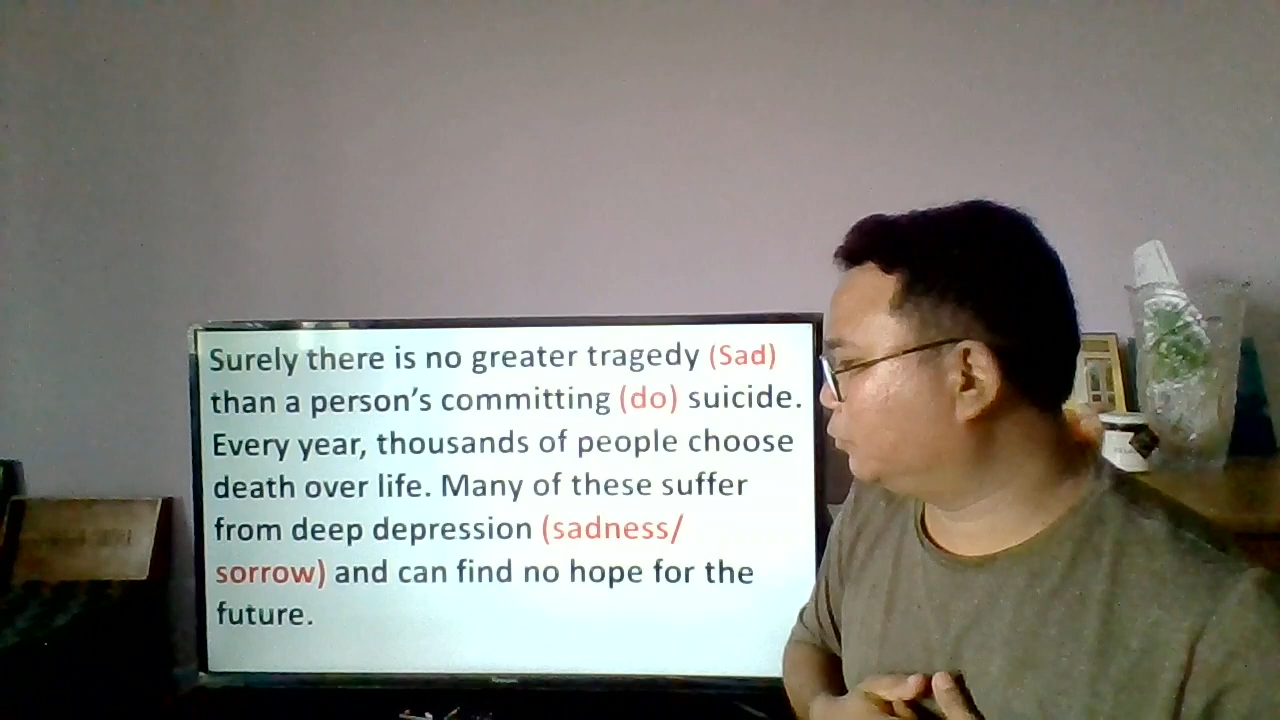 Surely there is no greater tragedy (Sad)
than a person's committing (do) suicide.
Every year, thousands of people choose
death over life. Many of these suffer
from deep depression (sadness/
sorrow) and can find no hope for the
future.